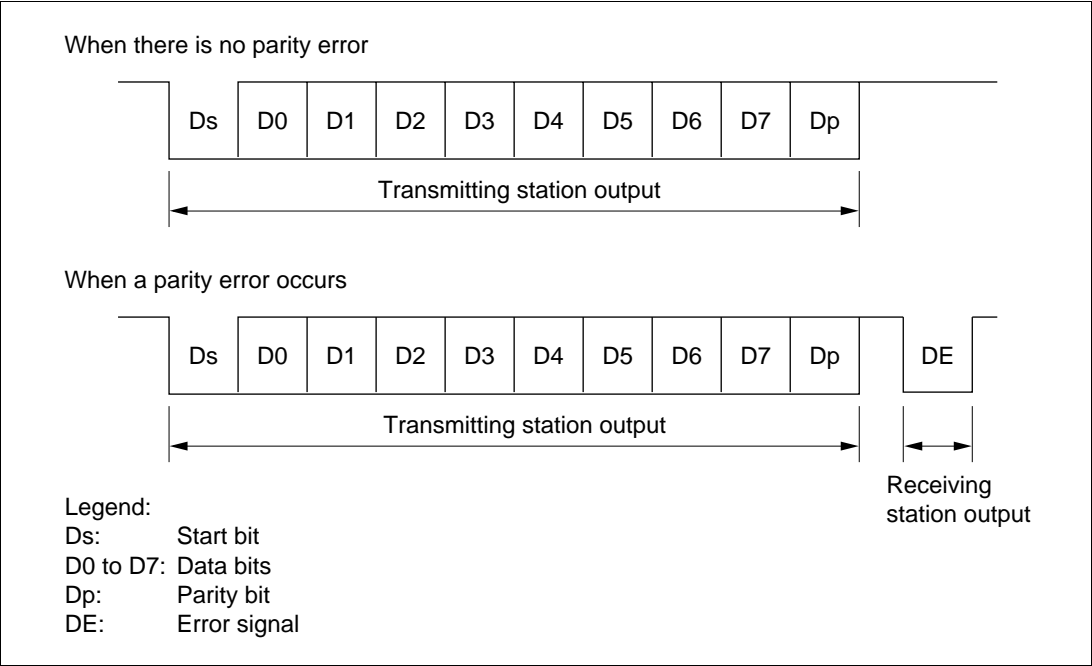 When there is no parity error
Ds D0 D1 D2 D3 D4 D5 D6 D7 Dp
Transmitting station output
When a parity error occurs
Ds D0 D1 D2 D3 D4 D5 D6 D7 Dp DE
Transmitting station output
Receiving
station output
Legend:
Ds: Start bit
D0 to D7: Data bits
Dp: Parity bit
DE: Error signal